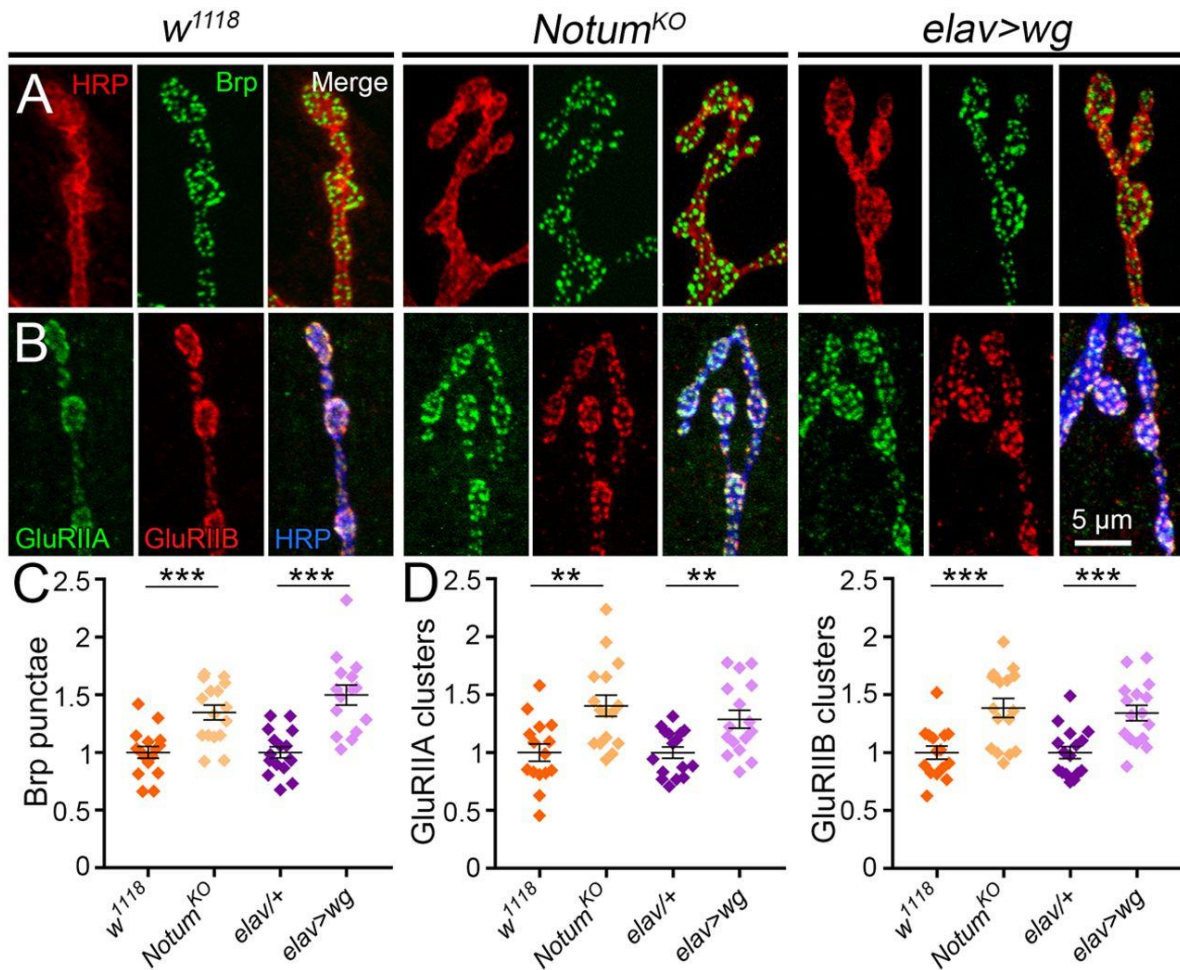 w1118 NotumKO elav>wg
A HRP Brp Merge
B
GluRIIA GluRIIB HRP 5 µm
C D
*** *** ** ** *** ***
Brp punctae
2.5
2
1.5
1
0.5
0
w1118 NotumKO elav/+ elav>wg
GluRIIA clusters
2.5
2
1.5
1
0.5
0
w1118 NotumKO elav/+ elav>wg
GluRIIB clusters
2.5
2
1.5
1
0.5
0
w1118 NotumKO elav/+ elav>wg